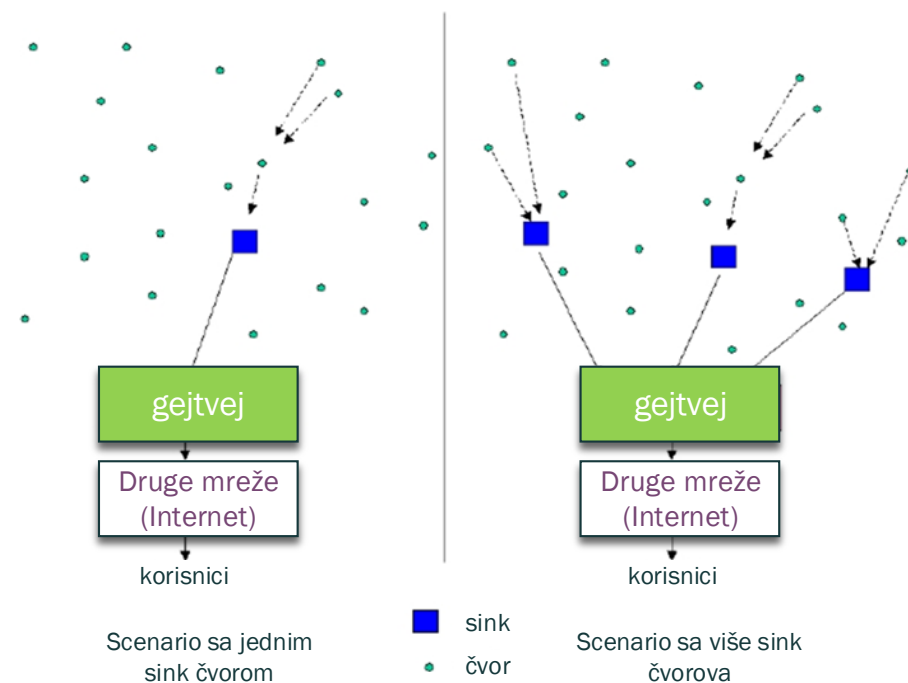 gejtvej
Druge mreže
(Internet)
korisnici
Scenario sa jednim
sink čvorom
gejtvej
Druge mreže
(Internet)
korisnici
Scenario sa više sink
čvorova
sink
čvor